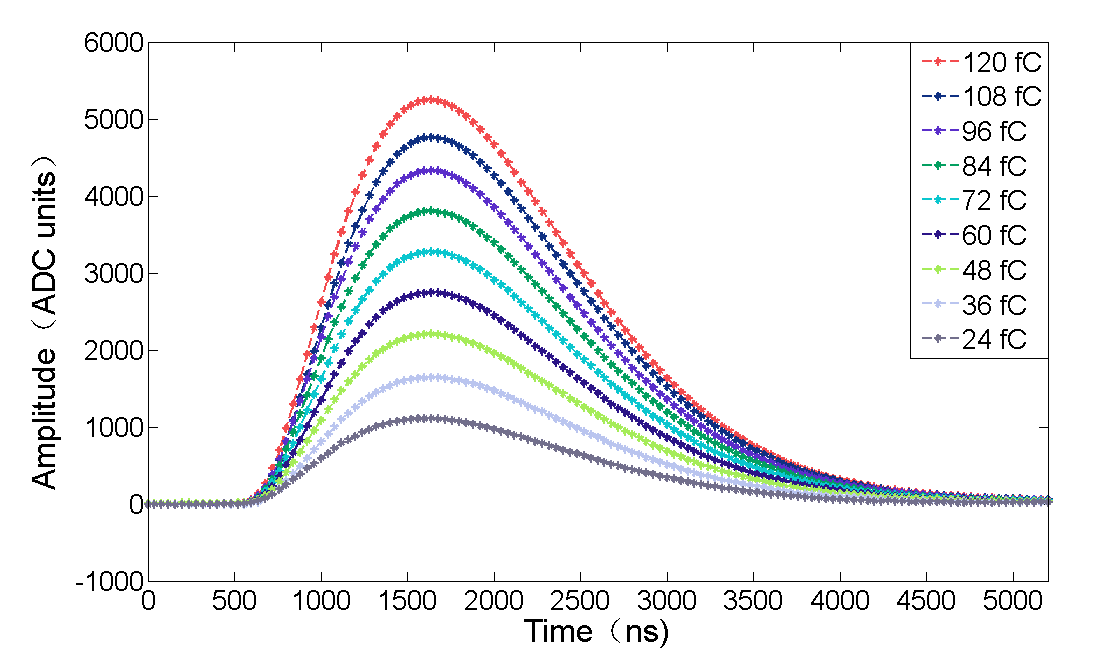 6000
5000
4000
3000
2000
1000
0
-1000
Amplitude（ADC units）
0 500 1000 1500 2000 2500 3000 3500 4000 4500 5000
Time（ns)
120 fC
108 fC
96 fC
84 fC
72 fC
60 fC
48 fC
36 fC
24 fC